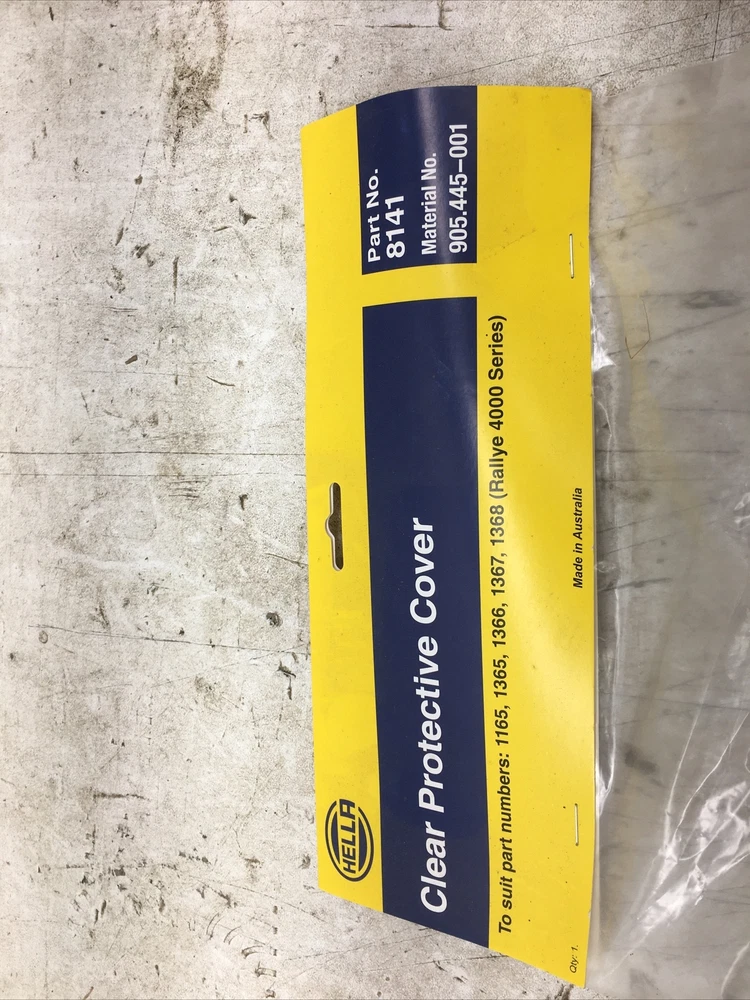 HELLA
Clear Protective Cover
Part No.
8141
Material No.
905.445-001
To suit part numbers: 1165, 1365, 1366, 1367, 1368 (Rallye 4000 Series)
Qty: 1.
Made in Australia